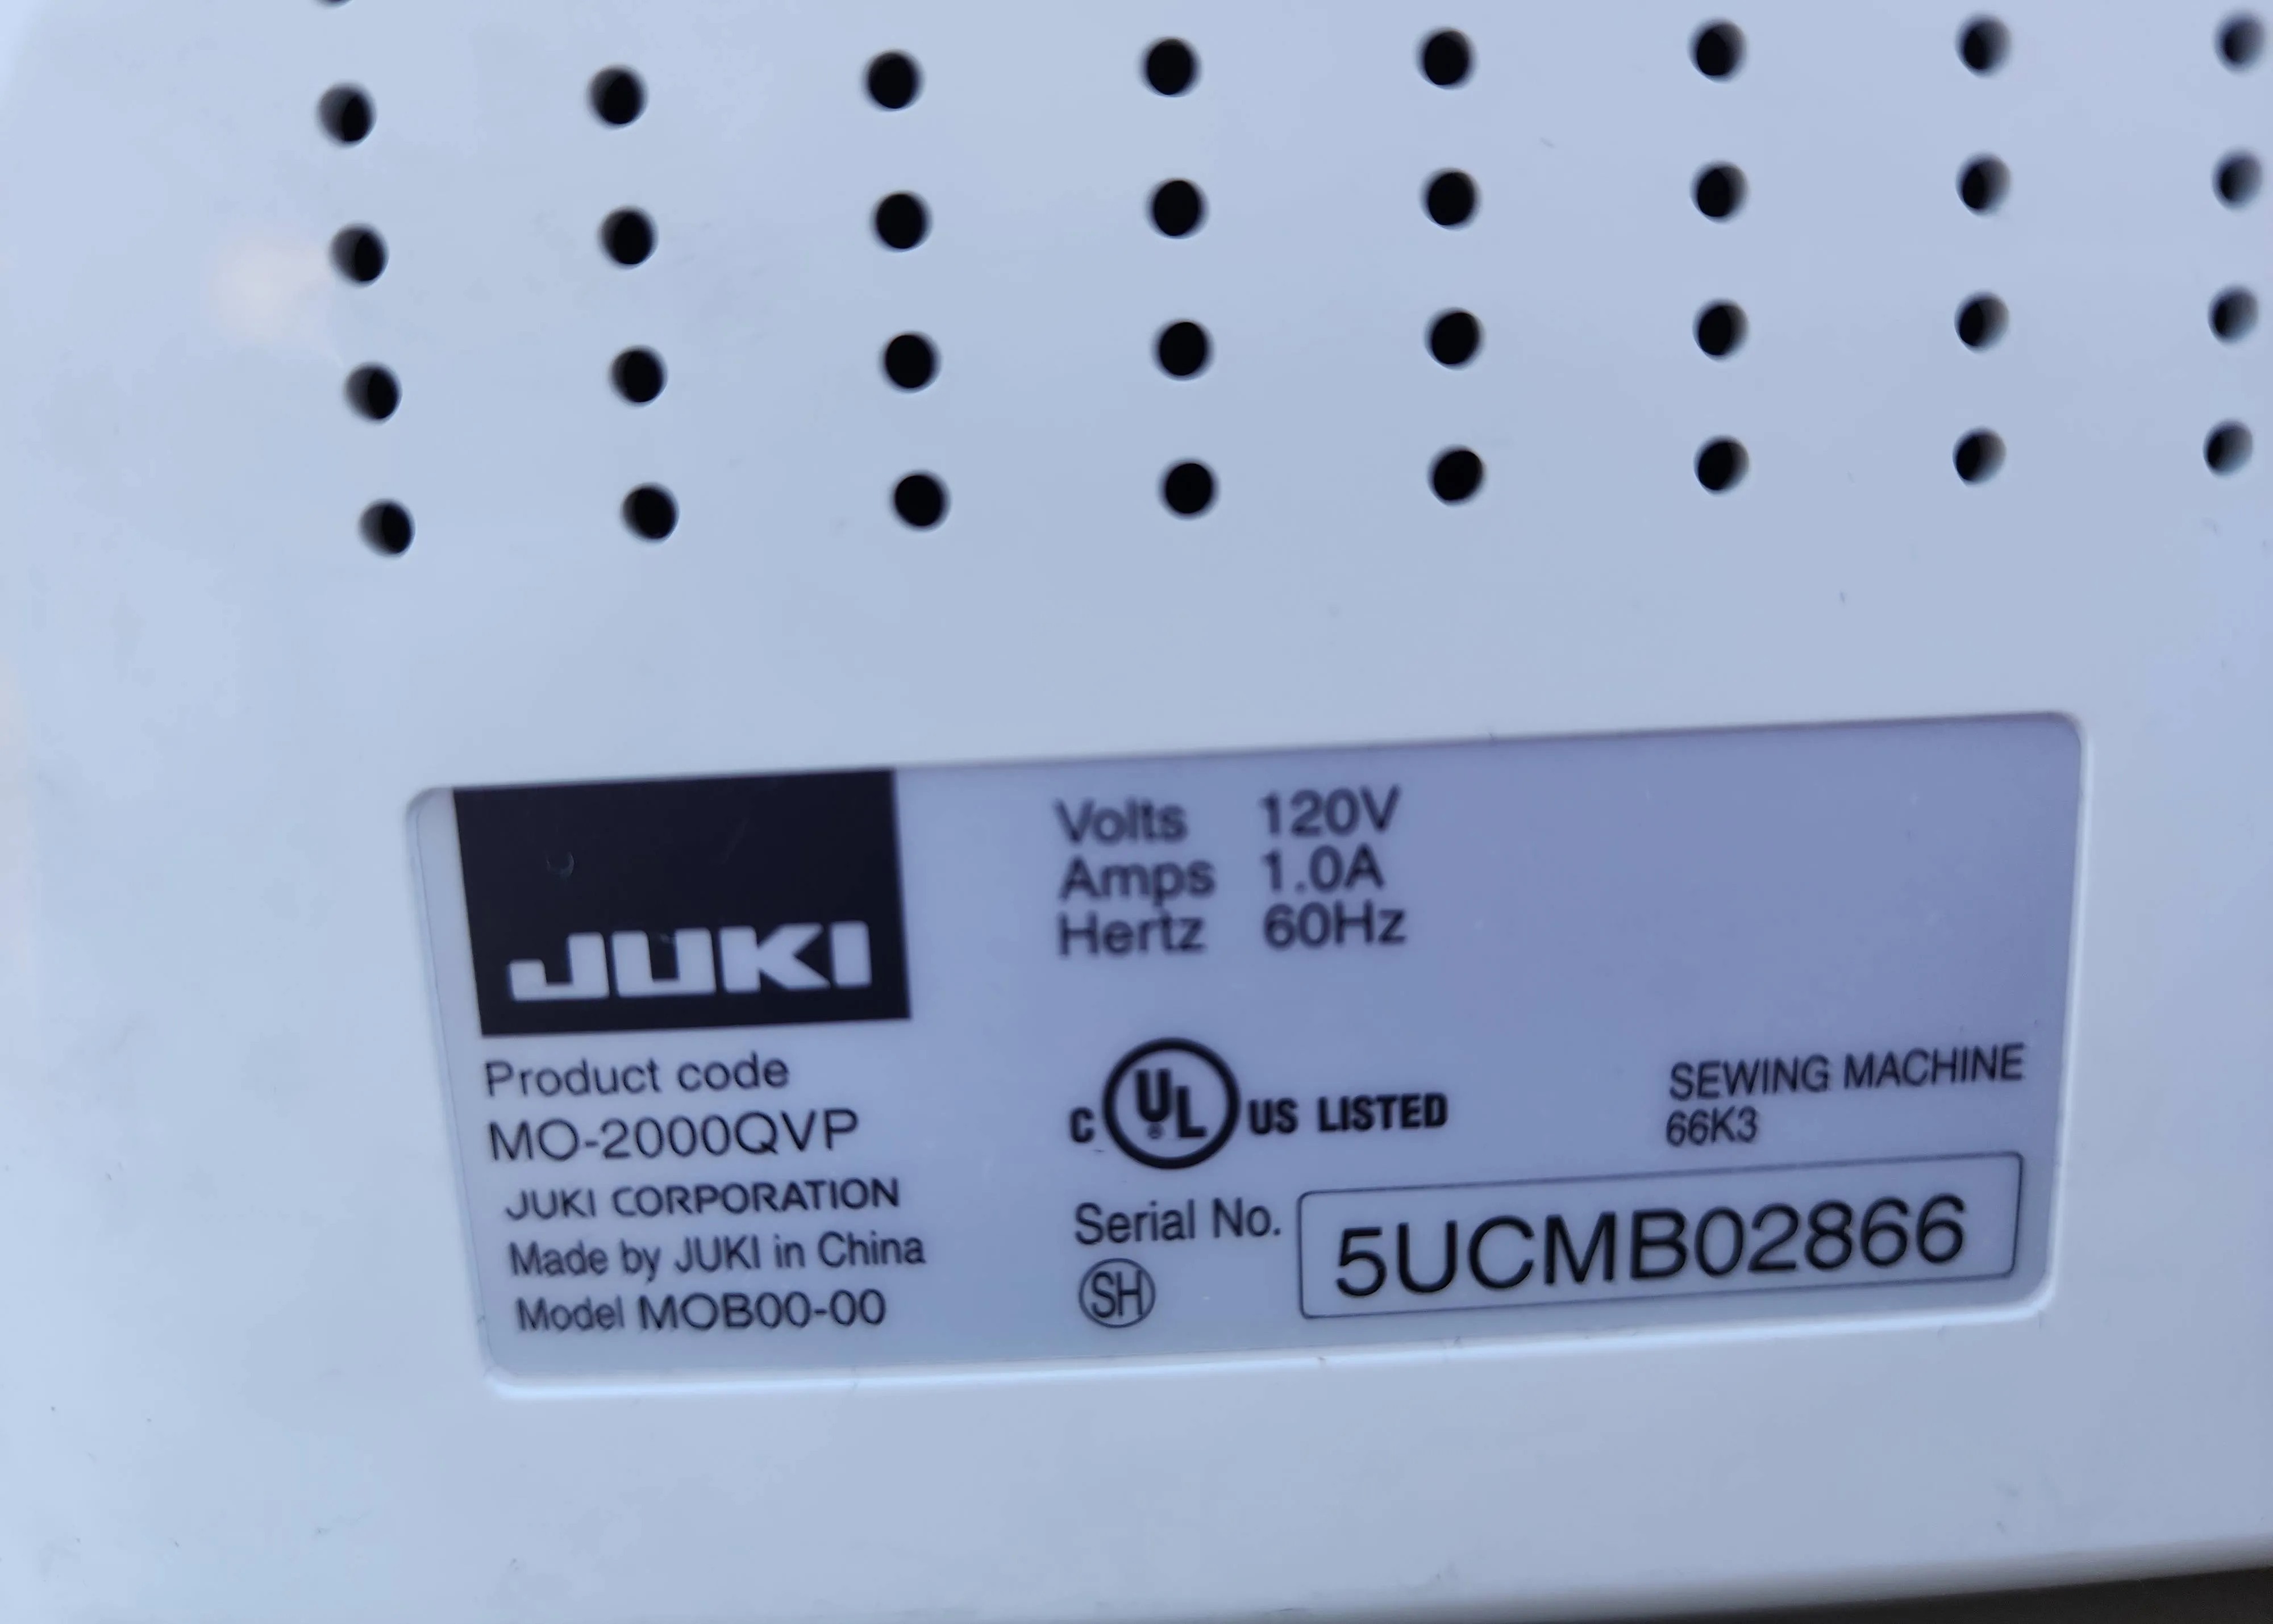 JUKI
Product code
MO-2000QVP
JUKI CORPORATION
Made by JUKI in China
Model MOB00-00
Volts 120V
Amps 1.0A
Hertz 60Hz
C UL ® US LISTED
SEWING MACHINE
66K3
Serial No. 5UCMB02866
SH